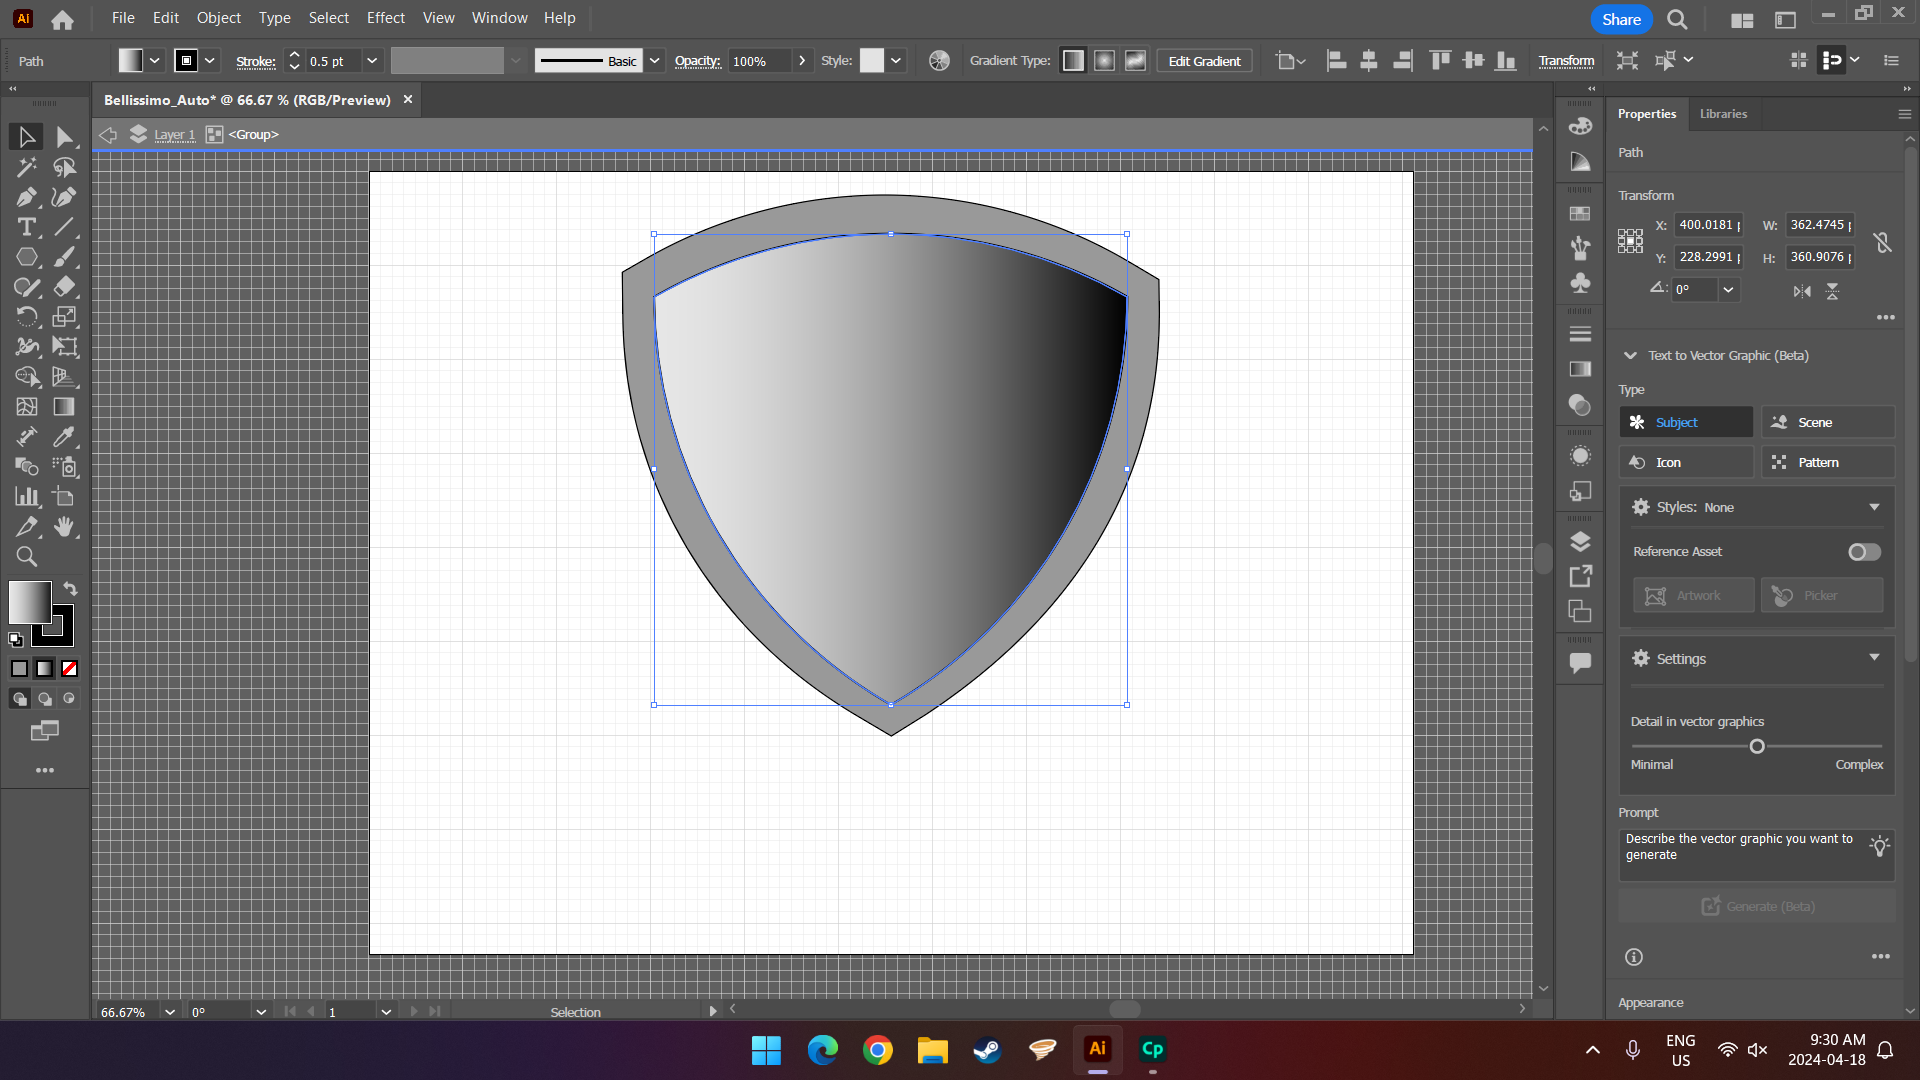 Ai File Edit Object Type Select Effect View Window Help Share
Path Stroke: 0.5 pt Basic Opacity: 100% Style: Gradient Type: Edit Gradient Transform
Bellissimo_Auto* @ 66.67 % (RGB/Preview)
Layer 1 <Group>
Properties Libraries
Path
Transform
X: 400.0181 p W: 362.4745 p
Y: 228.2991 p H: 360.9076 p
0°
Text to Vector Graphic (Beta)
Type
Subject Scene
Icon Pattern
Styles: None
Reference Asset
Artwork Picker
Settings
Detail in vector graphics
Minimal Complex
Prompt
Describe the vector graphic you want to
generate
Generate (Beta)
Appearance
66.67% 0° 1 Selection
Ai Cp
ENG
US
9:30 AM
2024-04-18